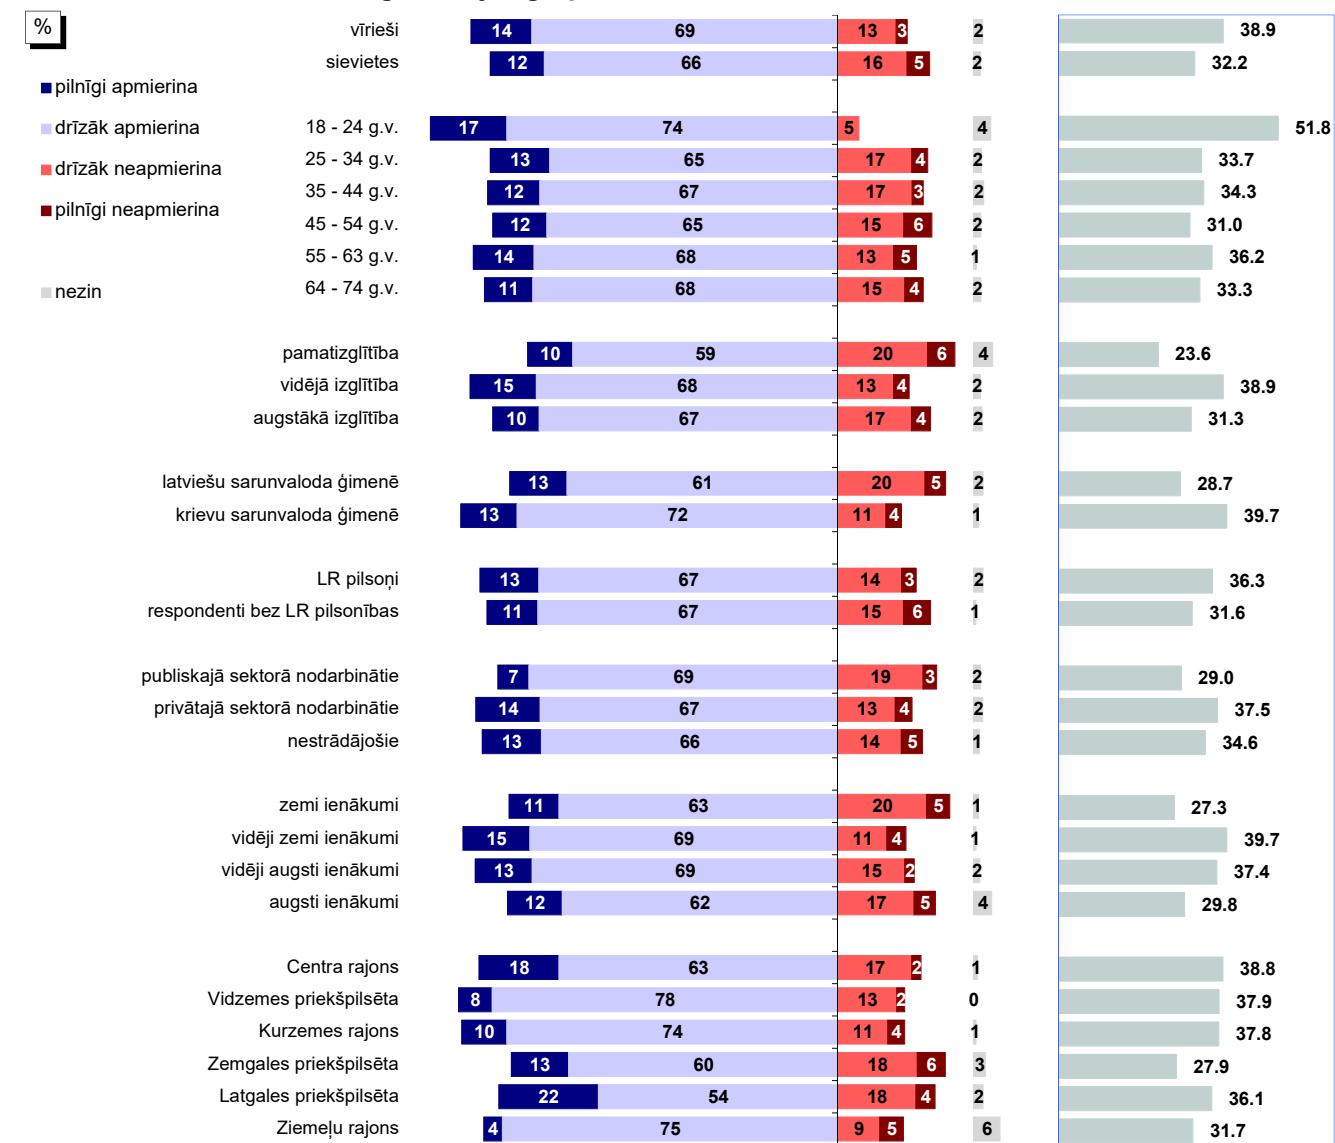 %
pilnīgi apmierina
drīzāk apmierina
drīzāk neapmierina
pilnīgi neapmierina
nezin
vīrieši 14 69 13 3 2 38.9
sievietes 12 66 16 5 2 32.2
18 - 24 g.v. 17 74 5 4 51.8
25 - 34 g.v. 13 65 17 4 2 33.7
35 - 44 g.v. 12 67 17 3 2 34.3
45 - 54 g.v. 12 65 15 6 2 31.0
55 - 63 g.v. 14 68 13 5 1 36.2
64 - 74 g.v. 11 68 15 4 2 33.3
pamatizglītība 10 59 20 6 4 23.6
vidējā izglītība 15 68 13 4 2 38.9
augstākā izglītība 10 67 17 4 2 31.3
latviešu sarunvaloda ģimenē 13 61 20 5 2 28.7
krievu sarunvaloda ģimenē 13 72 11 4 1 39.7
LR pilsoņi 13 67 14 3 2 36.3
respondenti bez LR pilsonības 11 67 15 6 1 31.6
publiskajā sektorā nodarbinātie 7 69 19 3 2 29.0
privātajā sektorā nodarbinātie 14 67 13 4 2 37.5
nestrādājošie 13 66 14 5 1 34.6
zemi ienākumi 11 63 20 5 1 27.3
vidēji zemi ienākumi 15 69 11 4 1 39.7
vidēji augsti ienākumi 13 69 15 2 2 37.4
augsti ienākumi 12 62 17 5 4 29.8
Centra rajons 18 63 17 2 1 38.8
Vidzemes priekšpilsēta 8 78 13 2 0 37.9
Kurzemes rajons 10 74 11 4 1 37.8
Zemgales priekšpilsēta 13 60 18 6 3 27.9
Latgales priekšpilsēta 22 54 18 4 2 36.1
Ziemeļu rajons 4 75 9 5 6 31.7